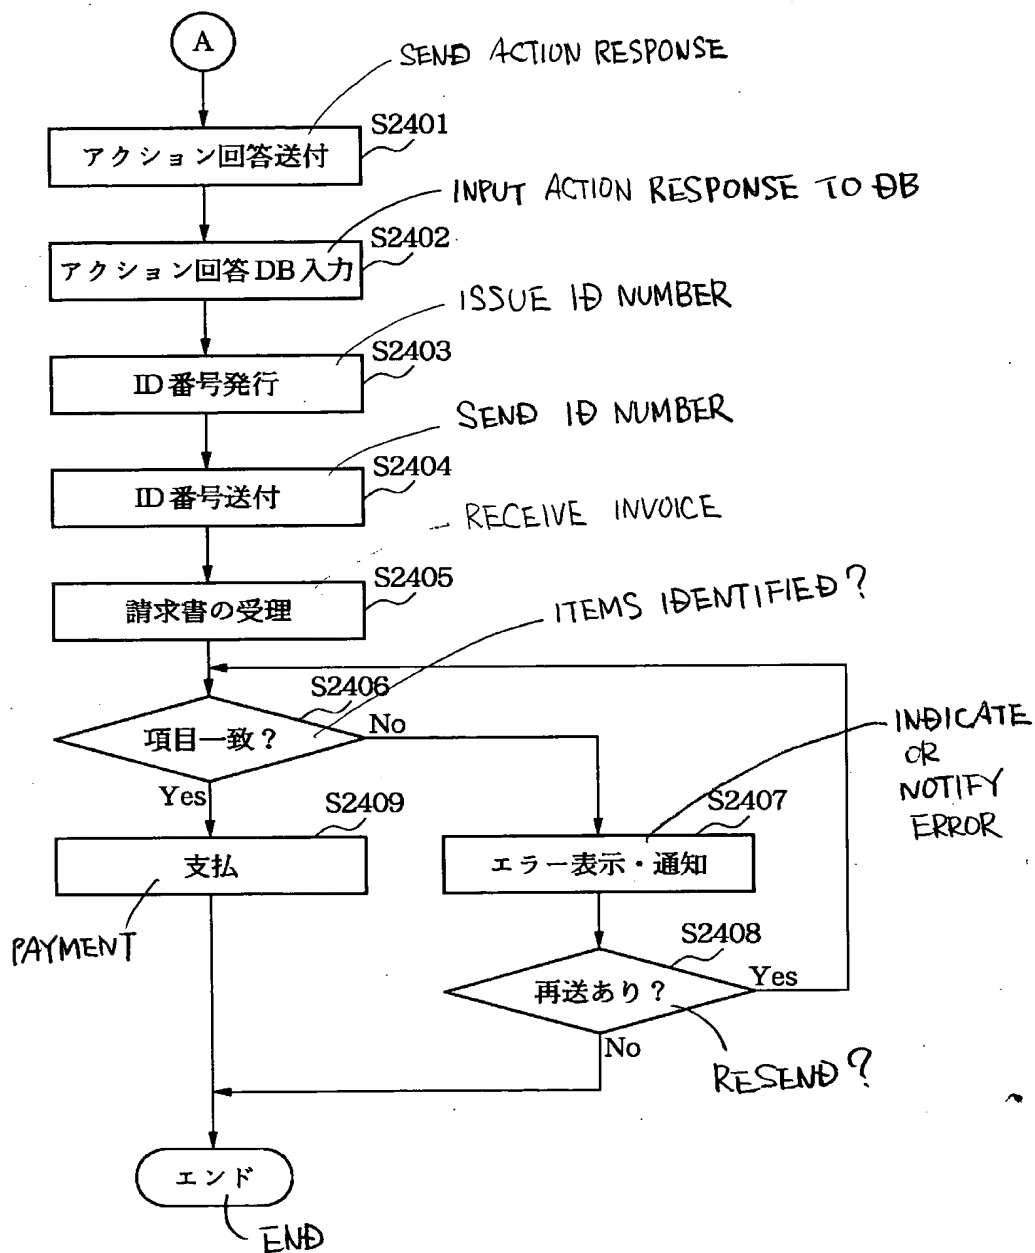 A
SEND ACTION RESPONSE
S2401
アクション回答送付
INPUT ACTION RESPONSE TO DB
S2402
アクション回答DB入力
ISSUE ID NUMBER
S2403
ID番号発行
SEND ID NUMBER
S2404
ID番号送付
RECEIVE INVOICE
S2405
請求書の受理
ITEMS IDENTIFIED?
S2406
項目一致?
No
Yes
INDICATE
OR
NOTIFY
ERROR
S2409
支払
S2407
エラー表示・通知
PAYMENT
S2408
再送あり?
Yes
No
RESEND?
エンド
END